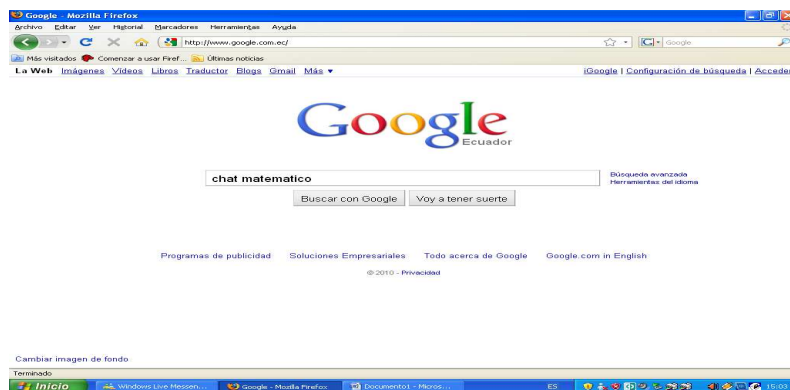 Google - Mozilla Firefox
Archivo Editar Ver Historial Marcadores Herramientas Ayuda
http://www.google.com.ec/ Google
Más visitados Comenzar a usar Firef... Últimas noticias
La Web Imágenes Vídeos Libros Traductor Blogs Gmail Más ▼ iGoogle | Configuración de búsqueda | Acceder
Google
Ecuador
chat matematico
Búsqueda avanzada
Herramientas del idioma
Buscar con Google Voy a tener suerte
Programas de publicidad Soluciones Empresariales Todo acerca de Google Google.com in English
© 2010 - Privacidad
Cambiar imagen de fondo
Terminado
Inicio Windows Live Messen... Google - Mozilla Firefox Documento1 - Micros... ES 15:03